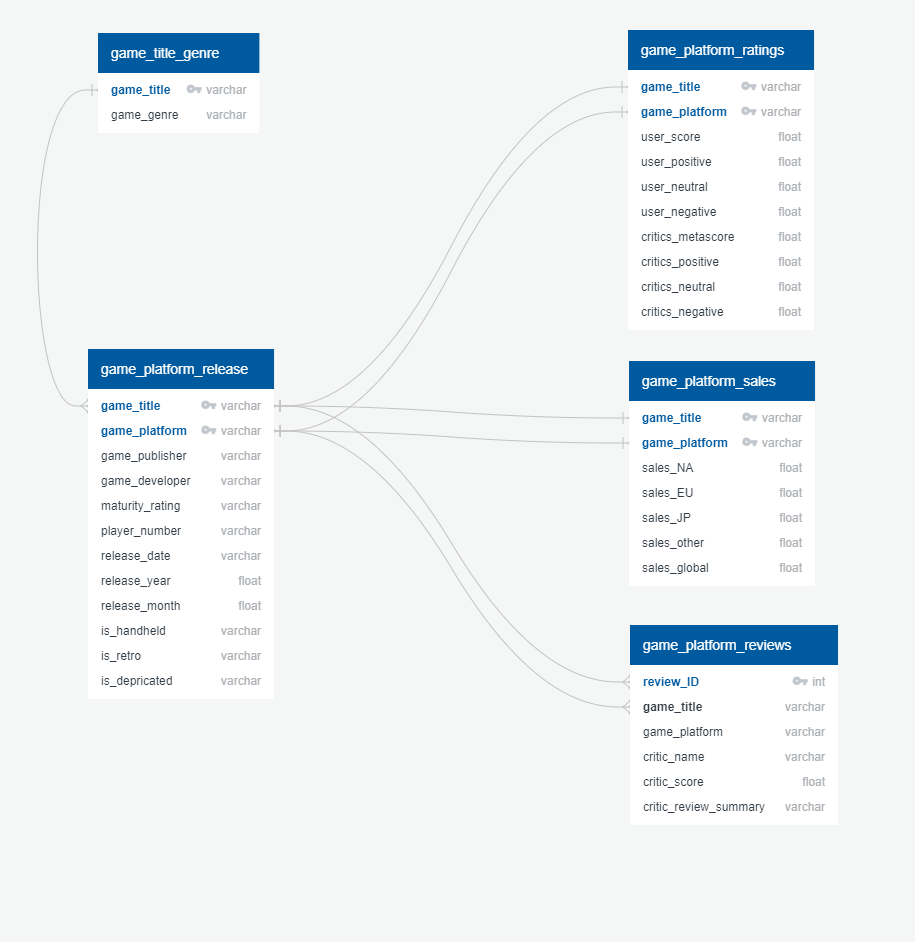 game_title_genre
game_title varchar
game_genre varchar
game_platform_ratings
game_title varchar
game_platform varchar
user_score float
user_positive float
user_neutral float
user_negative float
critics_metascore float
critics_positive float
critics_neutral float
critics_negative float
game_platform_release
game_title varchar
game_platform varchar
game_publisher varchar
game_developer varchar
maturity_rating varchar
player_number varchar
release_date varchar
release_year float
release_month float
is_handheld varchar
is_retro varchar
is_depricated varchar
game_platform_sales
game_title varchar
game_platform varchar
sales_NA float
sales_EU float
sales_JP float
sales_other float
sales_global float
game_platform_reviews
review_ID int
game_title varchar
game_platform varchar
critic_name varchar
critic_score float
critic_review_summary varchar